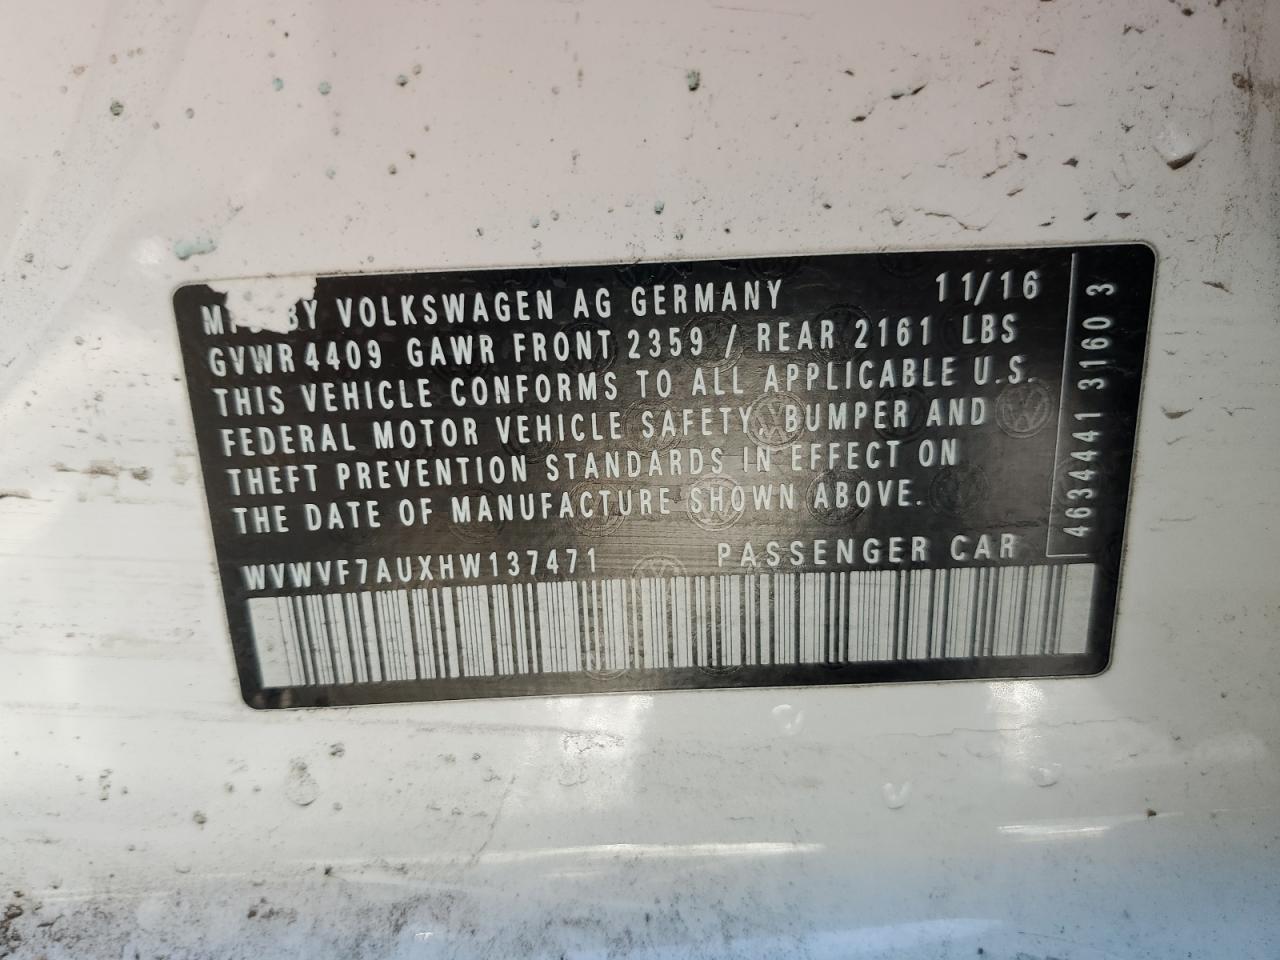 BY VOLKSWAGEN AG GERMANY 11/16
GVWR 4409 GAWR FRONT 2359 / REAR 2161 LBS
THIS VEHICLE CONFORMS TO ALL APPLICABLE U.S.
FEDERAL MOTOR VEHICLE SAFETY, BUMPER AND
THEFT PREVENTION STANDARDS IN EFFECT ON
THE DATE OF MANUFACTURE SHOWN ABOVE.
WVWVF7AUXHW137471 PASSENGER CAR
46344441 3160 3